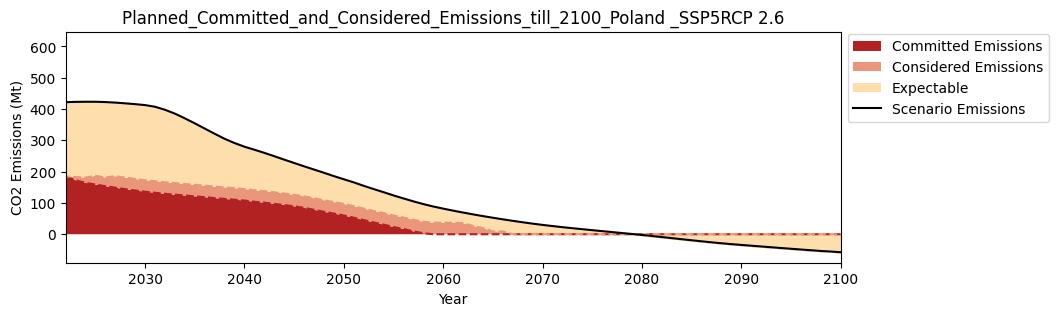 Planned_Committed_and_Considered_Emissions_till_2100_Poland _SSP5RCP 2.6
CO2 Emissions (Mt)
600
500
400
300
200
100
0
2030 2040 2050 2060 2070 2080 2090 2100
Year
Committed Emissions
Considered Emissions
Expectable
Scenario Emissions